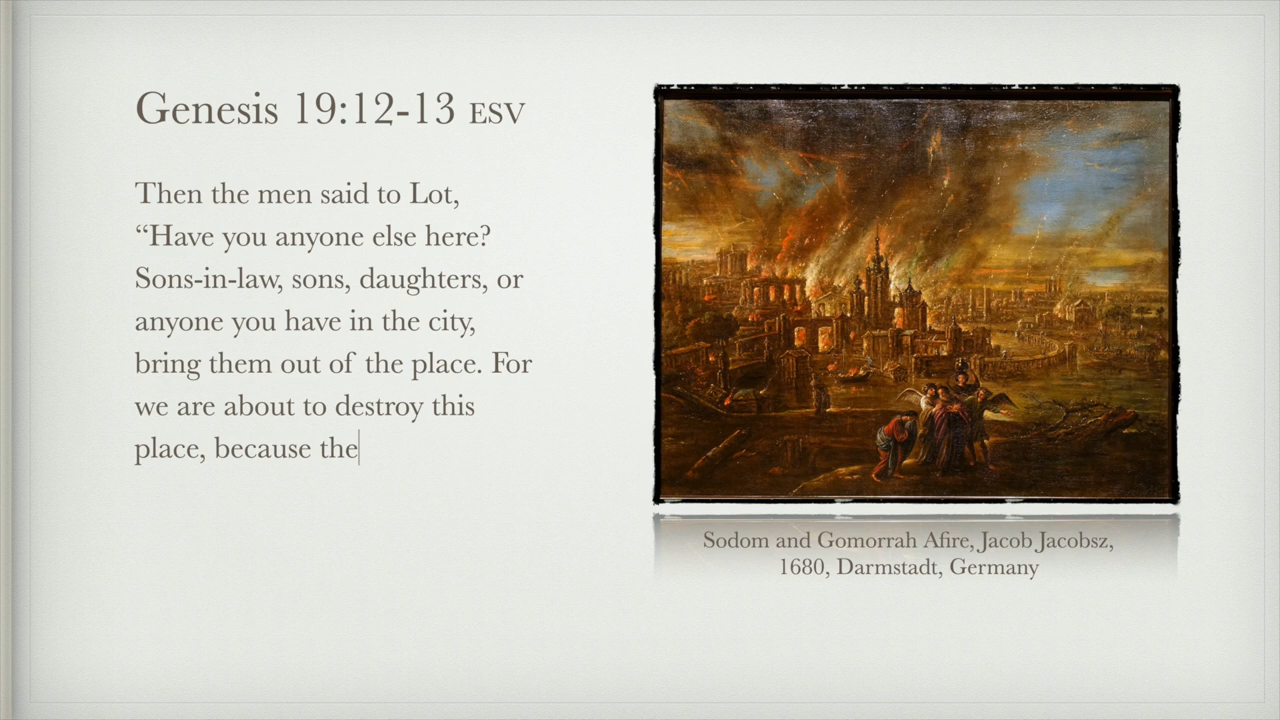 Genesis 19:12-13 ESV
Then the men said to Lot,
“Have you anyone else here?
Sons-in-law, sons, daughters, or
anyone you have in the city,
bring them out of the place. For
we are about to destroy this
place, because the
Sodom and Gomorrah Afire, Jacob Jacobsz,
1680, Darmstadt, Germany